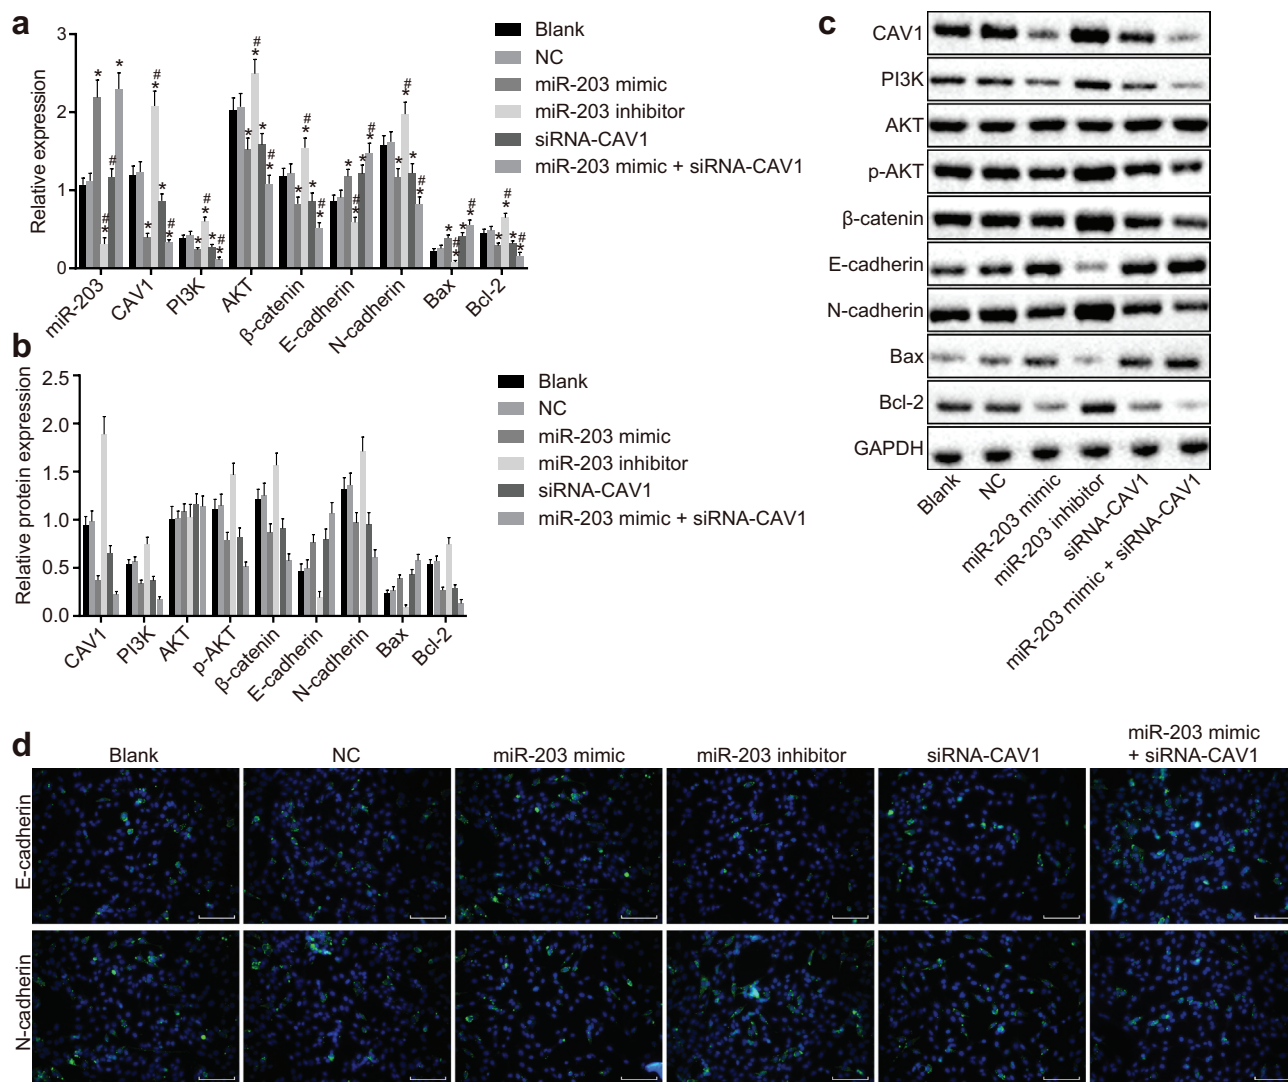 a
Relative expression
3
2
1
0
* * # * # *
* # * * # *
* # * * # *
* # * * # *
* # * * # *
* # * * # *
* # * * # *
* # * * # *
* # * * # *
miR-203
CAV1
PI3K
AKT
β-catenin
E-cadherin
N-cadherin
Bax
Bcl-2
Blank
NC
miR-203 mimic
miR-203 inhibitor
siRNA-CAV1
miR-203 mimic + siRNA-CAV1
b
Relative protein expression
2.5
2.0
1.5
1.0
0.5
0.0
CAV1
PI3K
AKT
p-AKT
β-catenin
E-cadherin
N-cadherin
Bax
Bcl-2
Blank
NC
miR-203 mimic
miR-203 inhibitor
siRNA-CAV1
miR-203 mimic + siRNA-CAV1
c
CAV1
PI3K
AKT
p-AKT
β-catenin
E-cadherin
N-cadherin
Bax
Bcl-2
GAPDH
Blank
NC
miR-203 mimic
miR-203 inhibitor
siRNA-CAV1
miR-203 mimic + siRNA-CAV1
d
Blank
NC
miR-203 mimic
miR-203 inhibitor
siRNA-CAV1
miR-203 mimic
+ siRNA-CAV1
E-cadherin
N-cadherin